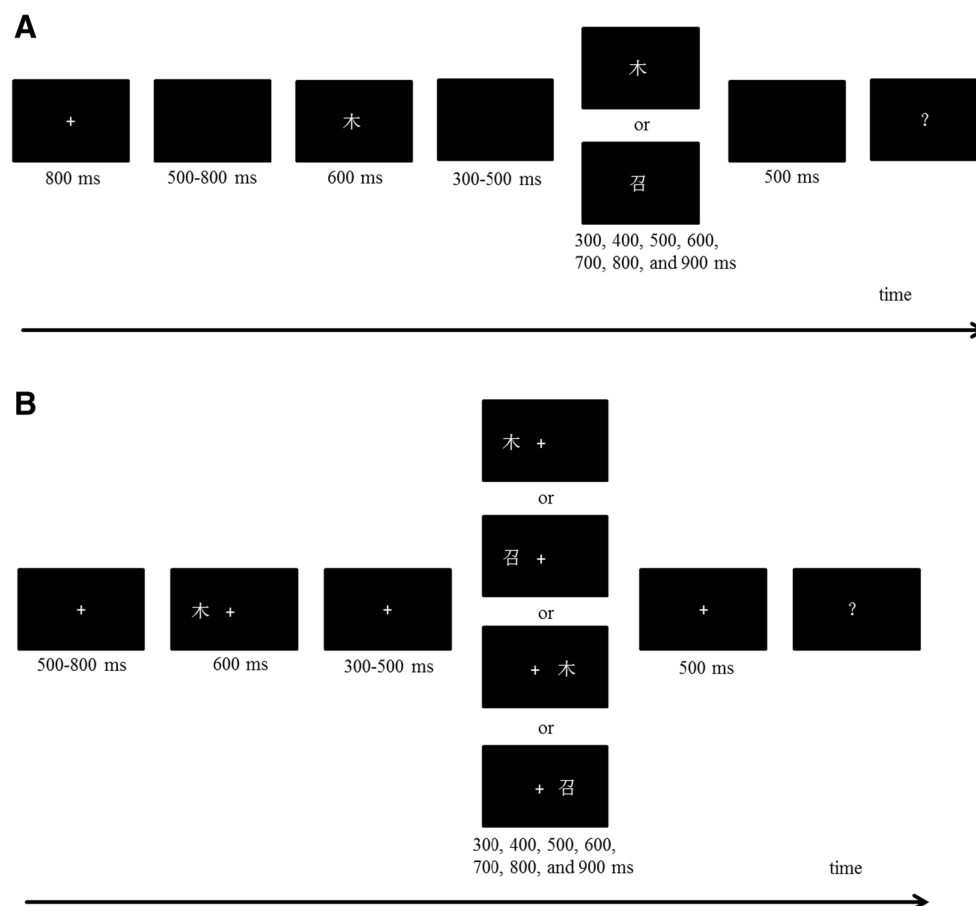 A
+
木
木
or
召
?
800 ms
500-800 ms
600 ms
300-500 ms
300, 400, 500, 600,
700, 800, and 900 ms
500 ms
time
B
木 +
or
召 +
or
+ 木
or
+ 召
+
木 +
+
+
?
500-800 ms
600 ms
300-500 ms
500 ms
300, 400, 500, 600,
700, 800, and 900 ms
time